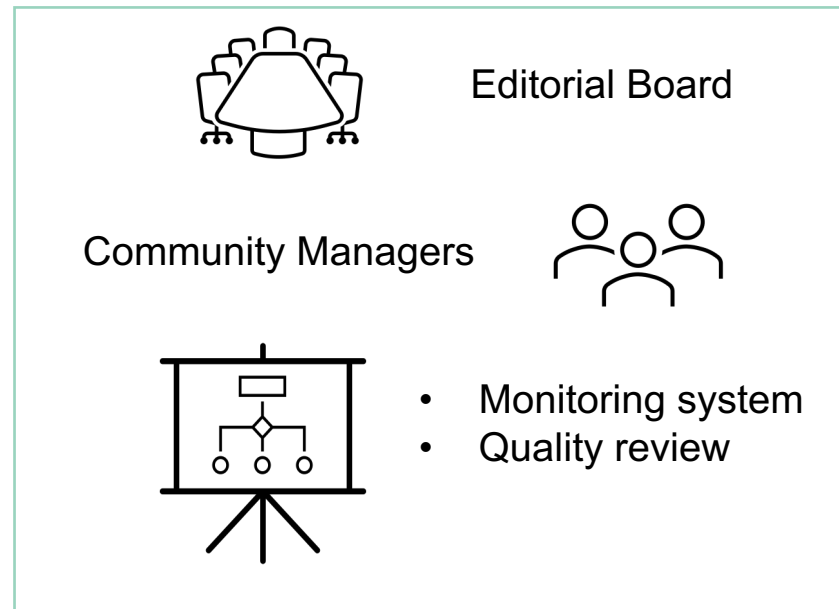 Editorial Board
Community Managers
• Monitoring system
• Quality review